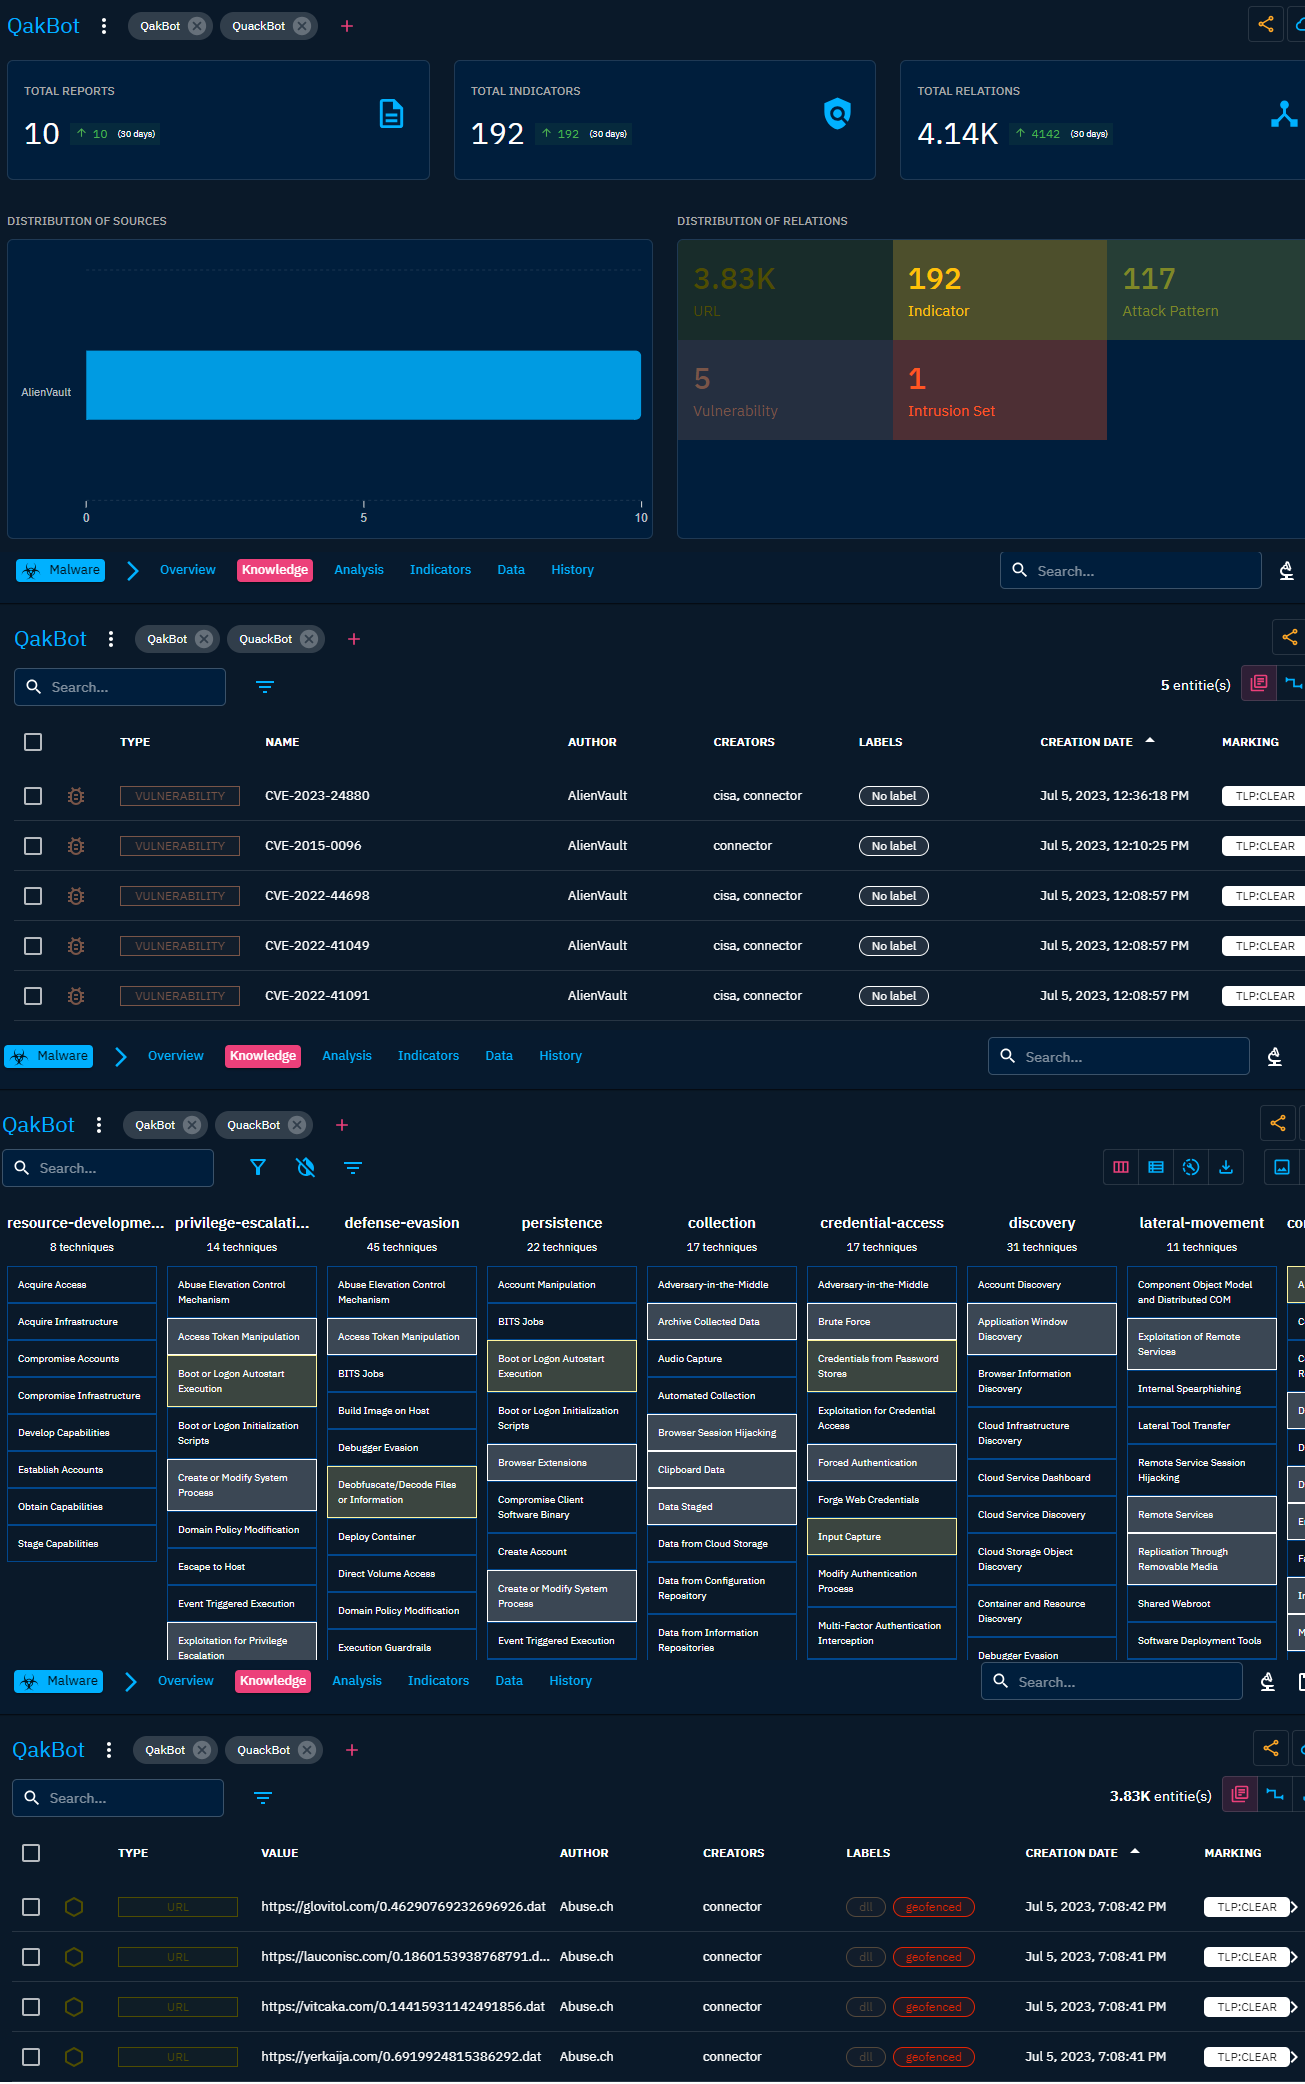 QakBot QakBot QuackBot
TOTAL REPORTS
10 10 (30 days)
TOTAL INDICATORS
192 192 (30 days)
TOTAL RELATIONS
4.14K 4142 (30 days)
DISTRIBUTION OF SOURCES
AlienVault
0 5 10
DISTRIBUTION OF RELATIONS
3.83K
URL
192
Indicator
117
Attack Pattern
5
Vulnerability
1
Intrusion Set
Malware Overview Knowledge Analysis Indicators Data History Search...
QakBot QakBot QuackBot
Search... 5 entitie(s)
TYPE NAME AUTHOR CREATORS LABELS CREATION DATE MARKING
VULNERABILITY CVE-2023-24880 AlienVault cisa, connector No label Jul 5, 2023, 12:36:18 PM TLP:CLEAR
VULNERABILITY CVE-2015-0096 AlienVault connector No label Jul 5, 2023, 12:10:25 PM TLP:CLEAR
VULNERABILITY CVE-2022-44698 AlienVault cisa, connector No label Jul 5, 2023, 12:08:57 PM TLP:CLEAR
VULNERABILITY CVE-2022-41049 AlienVault cisa, connector No label Jul 5, 2023, 12:08:57 PM TLP:CLEAR
VULNERABILITY CVE-2022-41091 AlienVault cisa, connector No label Jul 5, 2023, 12:08:57 PM TLP:CLEAR
Malware Overview Knowledge Analysis Indicators Data History Search...
QakBot QakBot QuackBot
Search...
resource-developme...
8 techniques
Acquire Access
Acquire Infrastructure
Compromise Accounts
Compromise Infrastructure
Develop Capabilities
Establish Accounts
Obtain Capabilities
Stage Capabilities
privilege-escalati...
14 techniques
Abuse Elevation Control
Mechanism
Access Token Manipulation
Boot or Logon Autostart
Execution
Boot or Logon Initialization
Scripts
Create or Modify System
Process
Domain Policy Modification
Escape to Host
Event Triggered Execution
Exploitation for Privilege
Escalation
defense-evasion
45 techniques
Abuse Elevation Control
Mechanism
Access Token Manipulation
BITS Jobs
Build Image on Host
Debugger Evasion
Deobfuscate/Decode Files
or Information
Deploy Container
Direct Volume Access
Domain Policy Modification
Execution Guardrails
persistence
22 techniques
Account Manipulation
BITS Jobs
Boot or Logon Autostart
Execution
Boot or Logon Initialization
Scripts
Browser Extensions
Compromise Client
Software Binary
Create Account
Create or Modify System
Process
Event Triggered Execution
collection
17 techniques
Adversary-in-the-Middle
Archive Collected Data
Audio Capture
Automated Collection
Browser Session Hijacking
Clipboard Data
Data Staged
Data from Cloud Storage
Data from Configuration
Repository
Data from Information
Repositories
credential-access
17 techniques
Adversary-in-the-Middle
Brute Force
Credentials from Password
Stores
Exploitation for Credential
Access
Forced Authentication
Forge Web Credentials
Input Capture
Modify Authentication
Process
Multi-Factor Authentication
Interception
discovery
31 techniques
Account Discovery
Application Window
Discovery
Browser Information
Discovery
Cloud Infrastructure
Discovery
Cloud Service Dashboard
Cloud Service Discovery
Cloud Storage Object
Discovery
Container and Resource
Discovery
Debugger Evasion
lateral-movement
11 techniques
Component Object Model
and Distributed COM
Exploitation of Remote
Services
Internal Spearphishing
Lateral Tool Transfer
Remote Service Session
Hijacking
Remote Services
Replication Through
Removable Media
Shared Webroot
Software Deployment Tools
Malware Overview Knowledge Analysis Indicators Data History Search...
QakBot QakBot QuackBot
Search... 3.83K entitie(s)
TYPE VALUE AUTHOR CREATORS LABELS CREATION DATE MARKING
URL https://glovitol.com/0.46290769232696926.dat Abuse.ch connector dll geofenced Jul 5, 2023, 7:08:42 PM TLP:CLEAR
URL https://lauconisc.com/0.1860153938768791.d... Abuse.ch connector dll geofenced Jul 5, 2023, 7:08:41 PM TLP:CLEAR
URL https://vitcaka.com/0.14415931142491856.dat Abuse.ch connector dll geofenced Jul 5, 2023, 7:08:41 PM TLP:CLEAR
URL https://yerkaija.com/0.6919924815386292.dat Abuse.ch connector dll geofenced Jul 5, 2023, 7:08:41 PM TLP:CLEAR